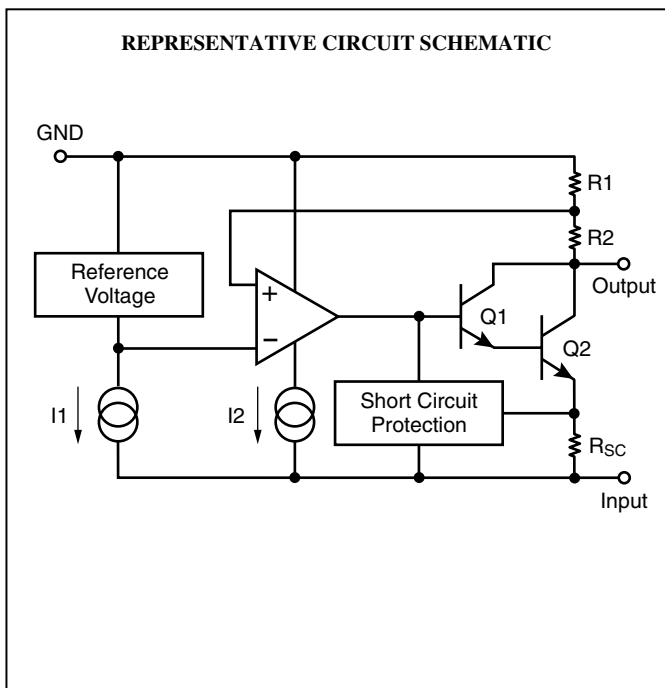 REPRESENTATIVE CIRCUIT SCHEMATIC
GND
R1
R2
Reference
Voltage
Output
+
Q1
−
Q2
I1
I2
Short Circuit
Protection
RSC
Input